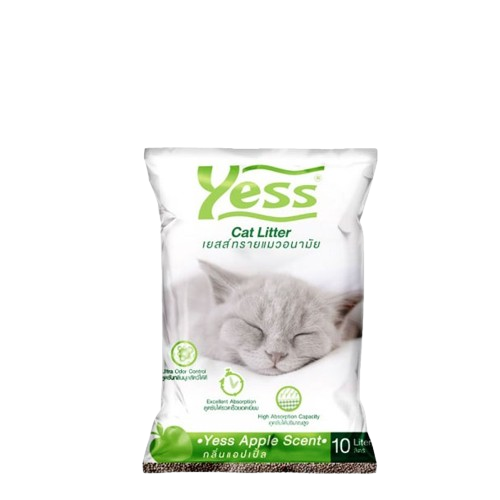 Yess
Cat Litter
เยสส์ทรายแมวอนามัย
Ultra Odor Control
Excellent Absorption
High Absorption Capacity
•Yess Apple Scent•
กลิ่นแอปเปิ้ล
10 Liter